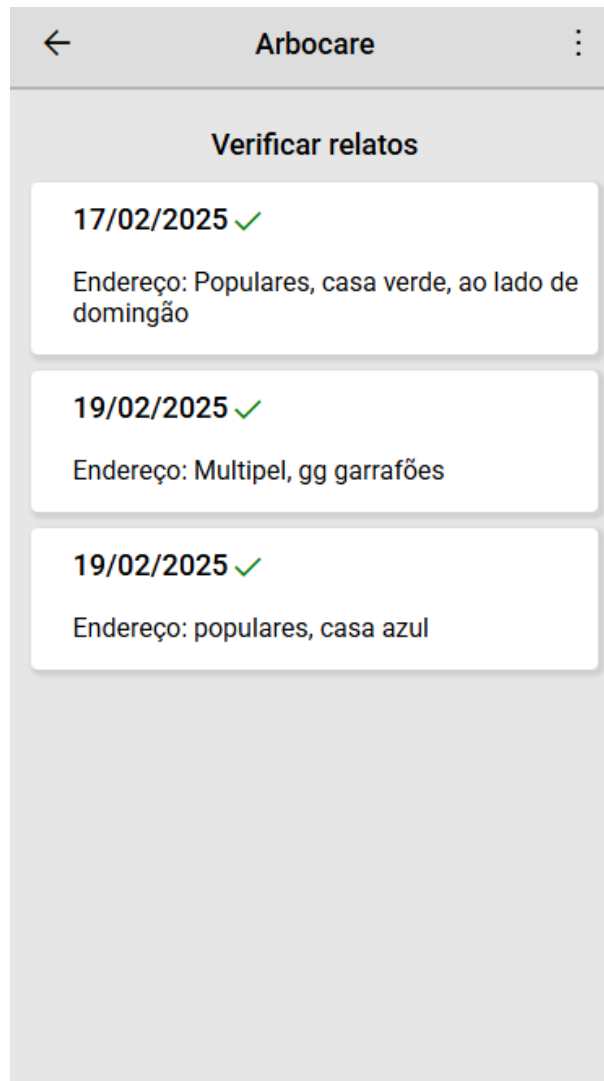 Arbocare
Verificar relatos
17/02/2025
Endereço: Populares, casa verde, ao lado de
domingão
19/02/2025
Endereço: Multipel, gg garrafões
19/02/2025
Endereço: populares, casa azul